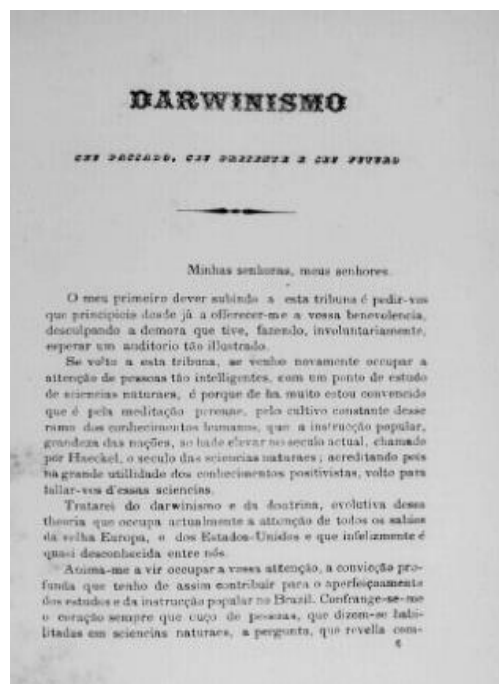 DARWINISMO
SEU PASSADO, SEU PRESENTE E SEU FUTURO
Minhas senhoras, meus senhores.
O meu primeiro dever subindo a esta tribuna é pedir-vos
que principieis desde já a offerecer-me a vossa benevolencia,
desculpando a demora que tive, fazendo, involuntariamente,
esperar um auditorio tão illustrado.
Se volto a esta tribuna, se venho novamente occupar a
attenção de pessoas tão intelligentes, com um ponto de estudo
de sciencias naturaes, é porque de ha muito estou convencido
que é pela meditação perenne, pelo cultivo constante desse
ramo dos conhecimentos humanos, que a instrucção popular,
grandeza das nações, se hade elevar no seculo actual, chamado
por Haeckel, o seculo das sciencias naturaes; acreditando pois
na grande utilidade dos conhecimentos positivistas, volto para
fallar-vos d'essas sciencias.
Tratarei do darwinismo e da doutrina, evolutiva dessa
theoria que occupa actualmente a attenção de todos os sabios
da velha Europa, e dos Estados-Unidos e que infelizmente é
quasi desconhecida entre nós.
Anima-me a vir occupar a vossa attenção, a convicção pro-
funda que tenho de assim contribuir para o aperfeiçoamento
dos estudos e da instrucção popular no Brazil. Confrange-se-me
o coração sempre que ouço de pessoas, que dizem-se habi-
litadas em sciencias naturaes, a pergunta, que revella com-
6